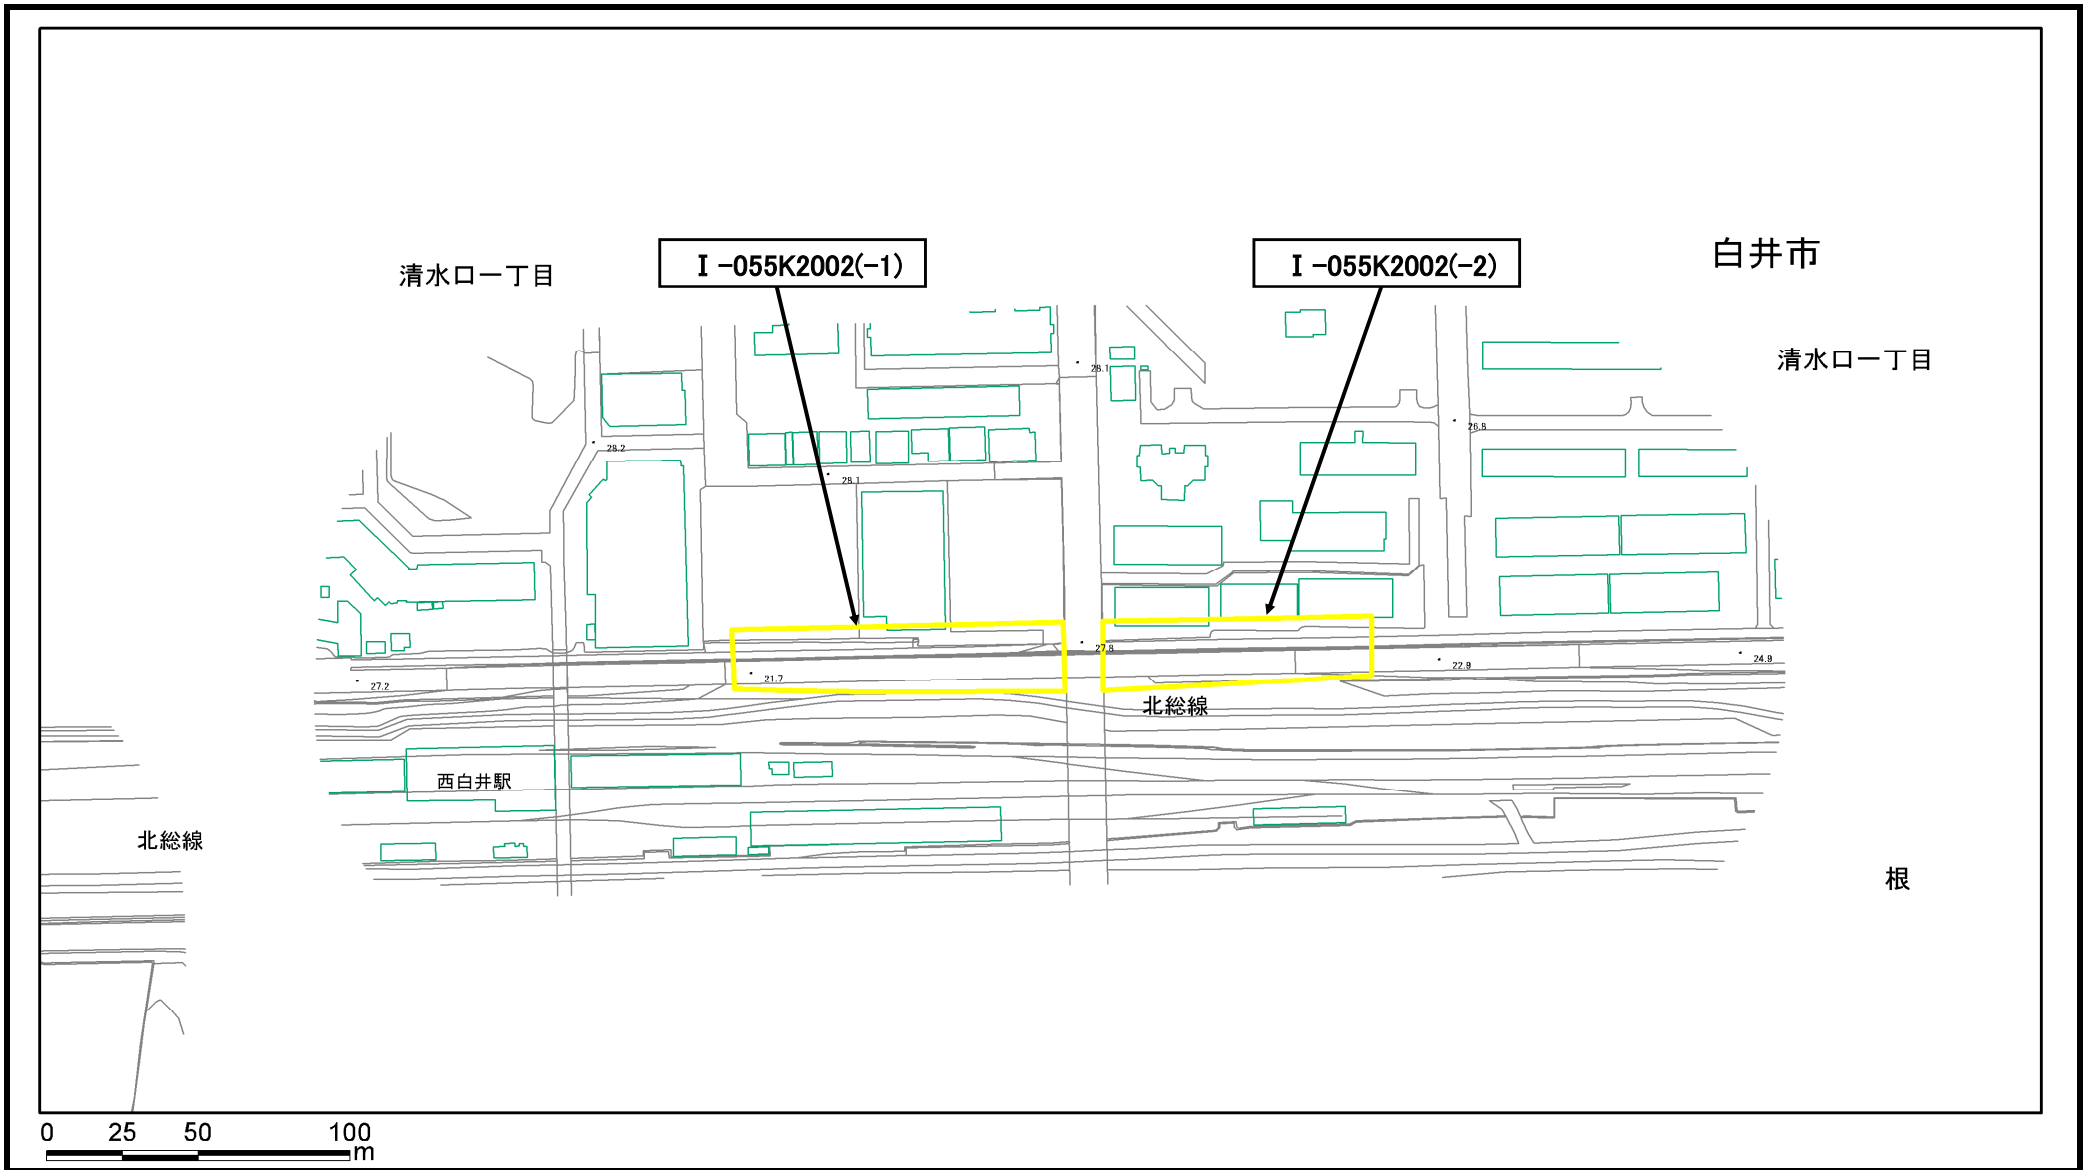 白井市
清水口一丁目
Ⅰ-055K2002(-1)
Ⅰ-055K2002(-2)
清水口一丁目
28.1
26.8
28.2
28.1
27.8
24.9
22.9
21.7
27.2
北総線
西白井駅
北総線
根
0 25 50 100
m